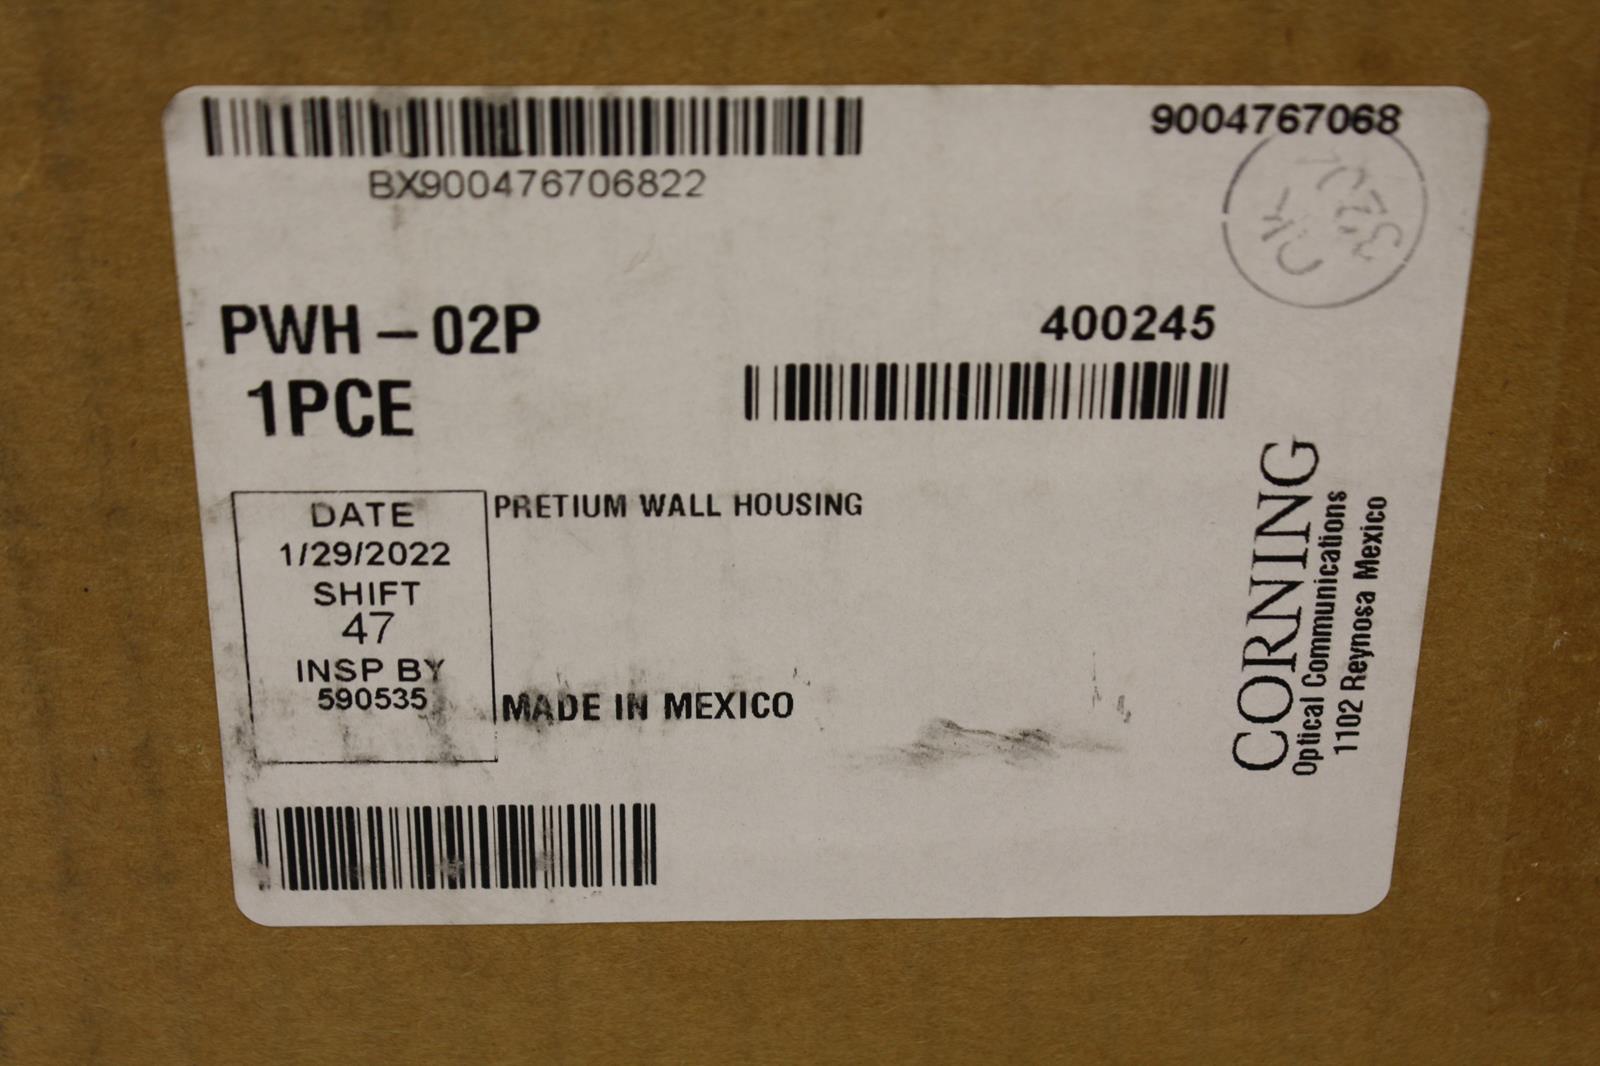 9004767068
BX900476706822
PWH-02P
400245
1PCE
DATE
1/29/2022
SHIFT
47
INSP BY
590535
PRETIUM WALL HOUSING
MADE IN MEXICO
CORNING
Optical Communications
1102 Reynosa Mexico